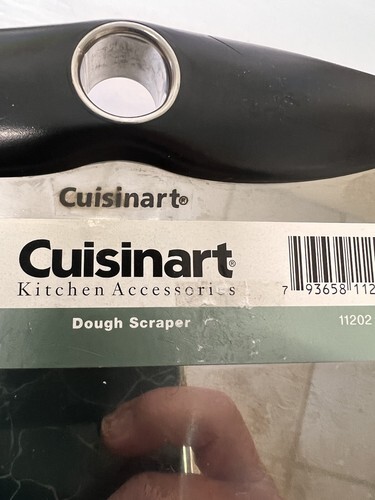 Cuisinart®
Cuisinart®
Kitchen Accessories
7 93658 112
Dough Scraper
11202